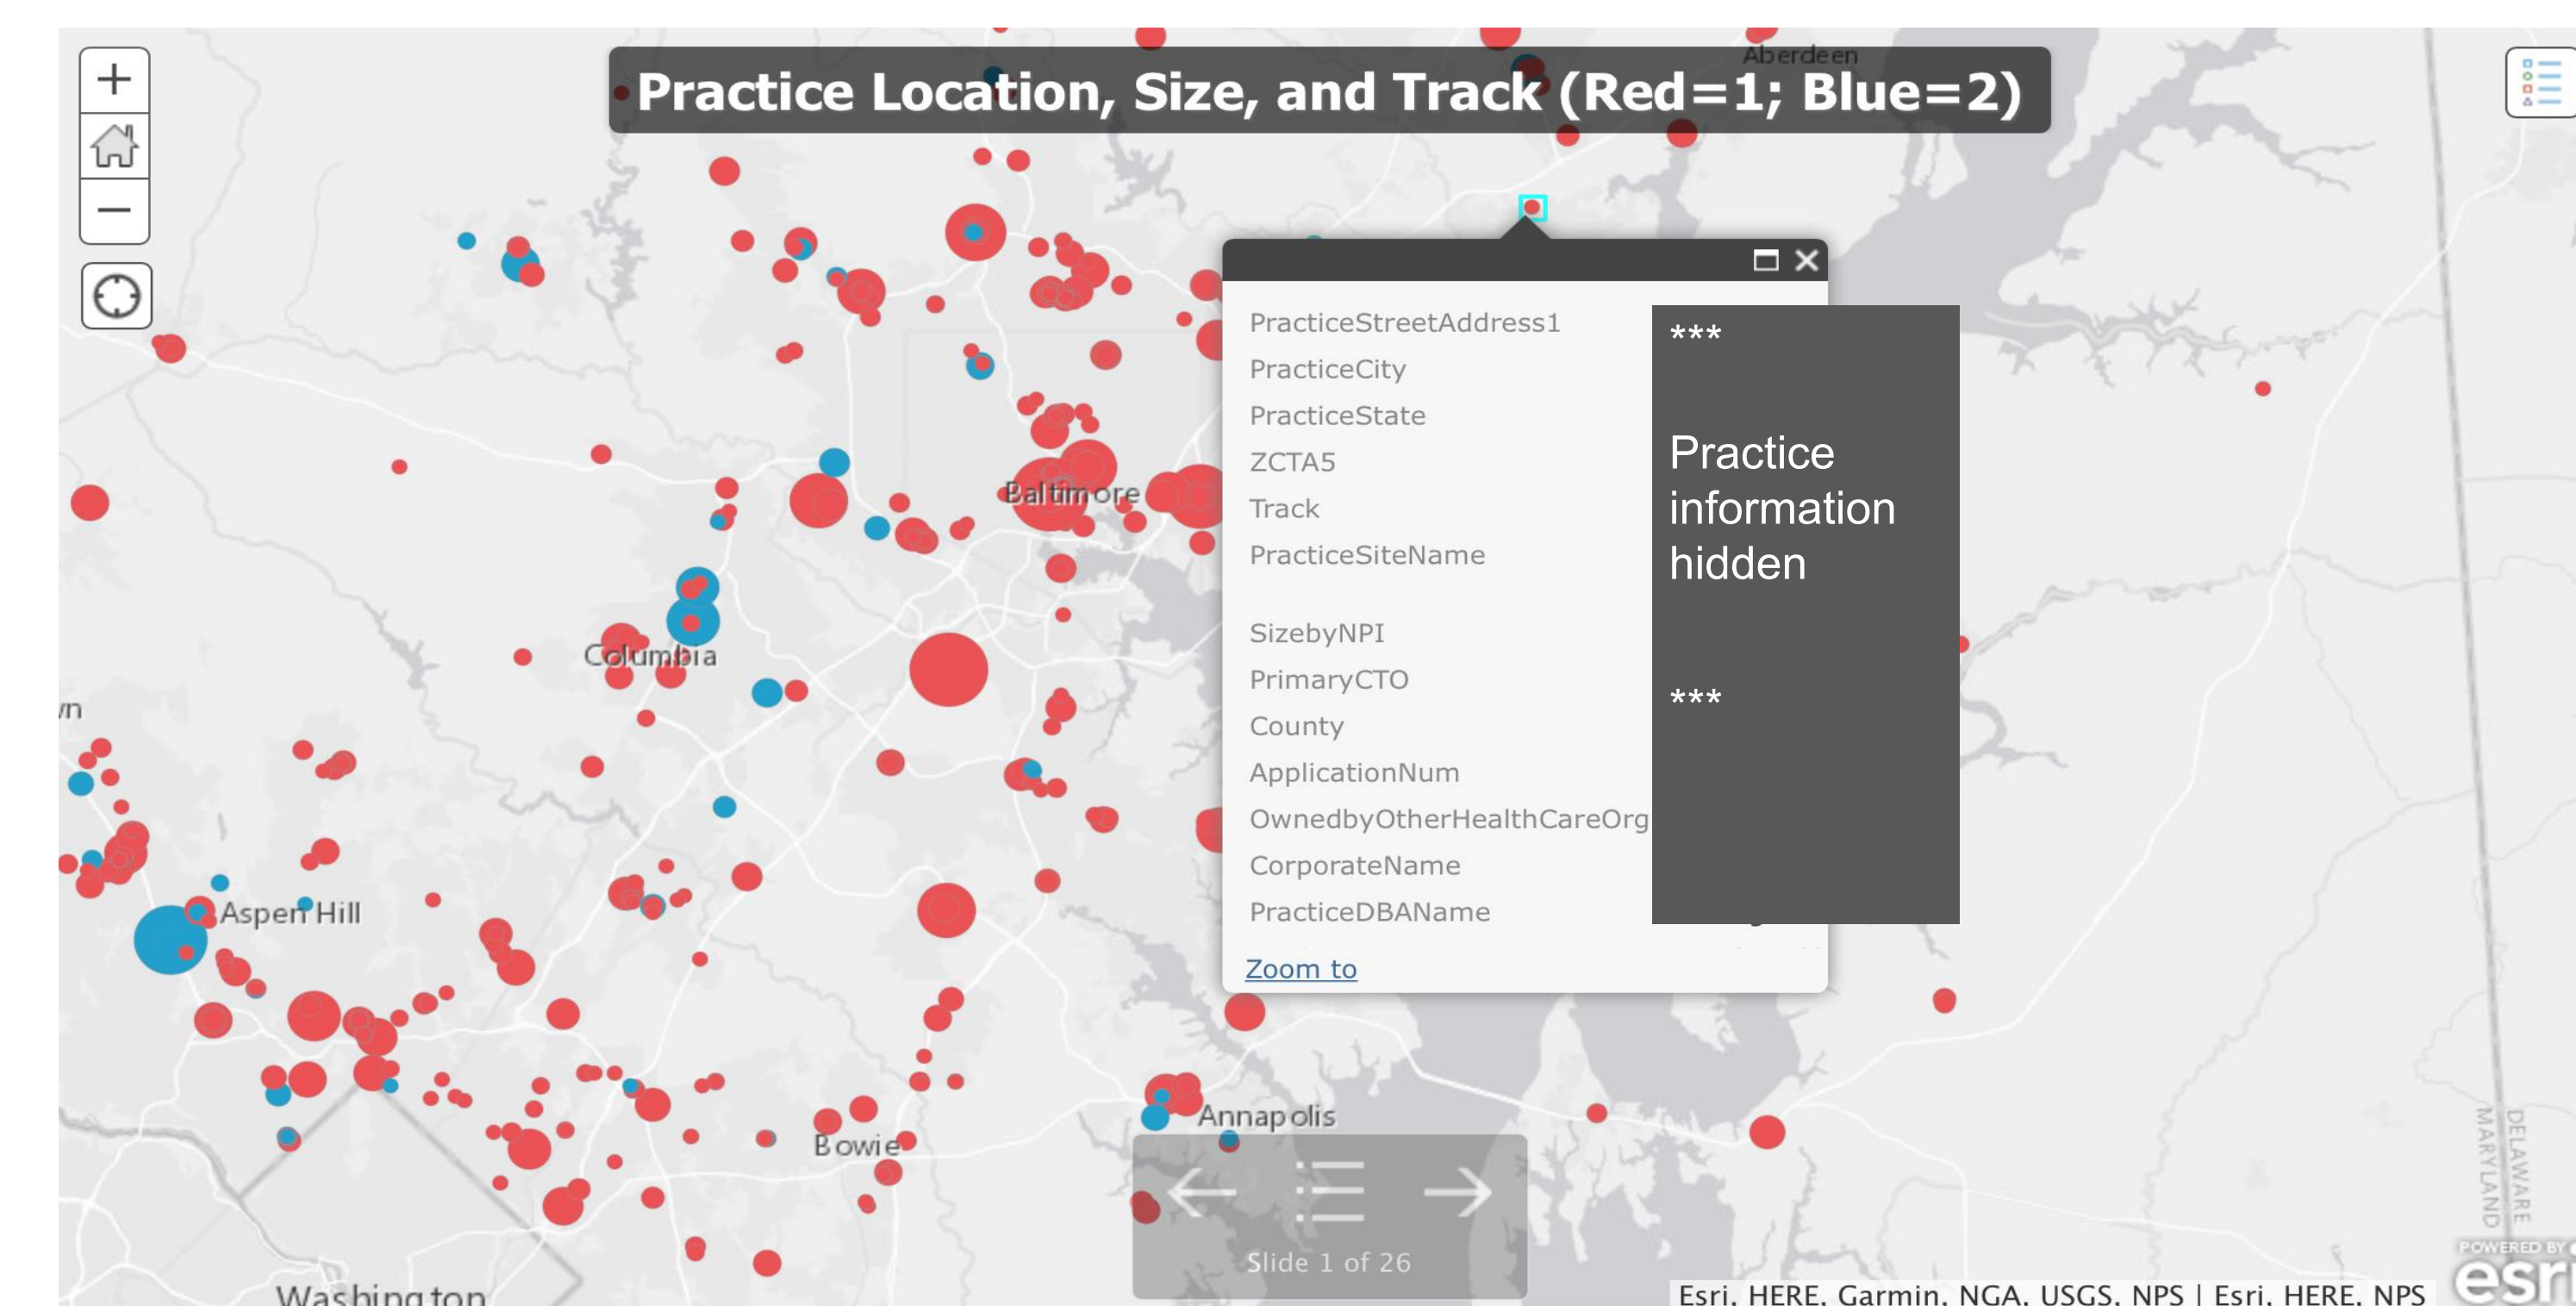 Aberdeen
Practice Location, Size, and Track (Red=1; Blue=2)
PracticeStreetAddress1
***
PracticeCity
PracticeState
Practice
ZCTA5
information
Track
hidden
PracticeSiteName
SizebyNPI
PrimaryCTO
***
County
ApplicationNum
OwnedbyOtherHealthCareOrg
CorporateName
PracticeDBAName
Zoom to
Baltimore
Columbia
wn
Aspen Hill
Annapolis
Bowie
Washington
Slide 1 of 26
MARYLAND
DELAWARE
POWERED BY
esri
Esri, HERE, Garmin, NGA, USGS, NPS | Esri, HERE, NPS